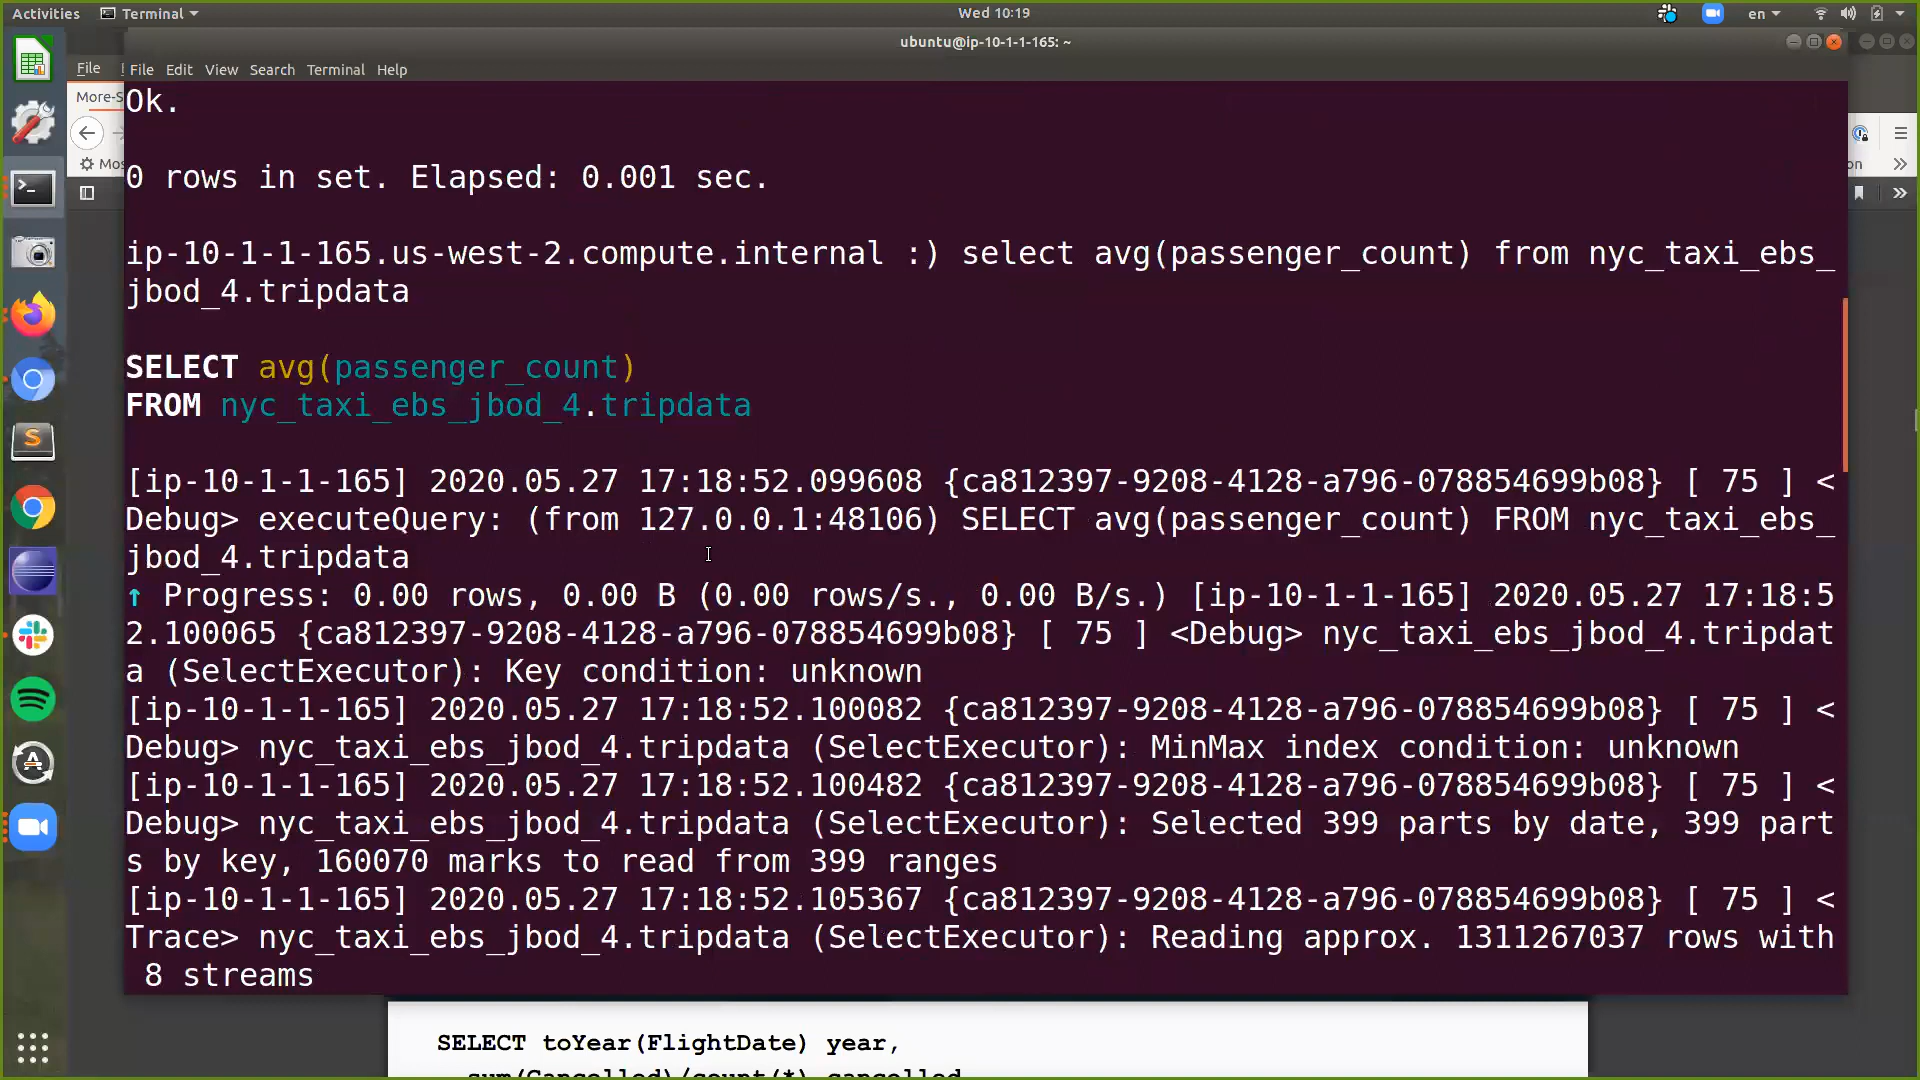 Activities
Terminal
Wed 10:19
en
ubuntu@ip-10-1-1-165: ~
File
File Edit View Search Terminal Help
More-S
Mos
on
Ok.
0 rows in set. Elapsed: 0.001 sec.
ip-10-1-1-165.us-west-2.compute.internal :) select avg(passenger_count) from nyc_taxi_ebs_
jbod_4.tripdata
SELECT avg(passenger_count)
FROM nyc_taxi_ebs_jbod_4.tripdata
[ip-10-1-1-165] 2020.05.27 17:18:52.099608 {ca812397-9208-4128-a796-078854699b08} [ 75 ] <
Debug> executeQuery: (from 127.0.0.1:48106) SELECT avg(passenger_count) FROM nyc_taxi_ebs_
jbod_4.tripdata
↑ Progress: 0.00 rows, 0.00 B (0.00 rows/s., 0.00 B/s.) [ip-10-1-1-165] 2020.05.27 17:18:5
2.100065 {ca812397-9208-4128-a796-078854699b08} [ 75 ] <Debug> nyc_taxi_ebs_jbod_4.tripdat
a (SelectExecutor): Key condition: unknown
[ip-10-1-1-165] 2020.05.27 17:18:52.100082 {ca812397-9208-4128-a796-078854699b08} [ 75 ] <
Debug> nyc_taxi_ebs_jbod_4.tripdata (SelectExecutor): MinMax index condition: unknown
[ip-10-1-1-165] 2020.05.27 17:18:52.100482 {ca812397-9208-4128-a796-078854699b08} [ 75 ] <
Debug> nyc_taxi_ebs_jbod_4.tripdata (SelectExecutor): Selected 399 parts by date, 399 part
s by key, 160070 marks to read from 399 ranges
[ip-10-1-1-165] 2020.05.27 17:18:52.105367 {ca812397-9208-4128-a796-078854699b08} [ 75 ] <
Trace> nyc_taxi_ebs_jbod_4.tripdata (SelectExecutor): Reading approx. 1311267037 rows with
8 streams
SELECT toYear(FlightDate) year,
sum(Cancelled)/count(*) cancelled